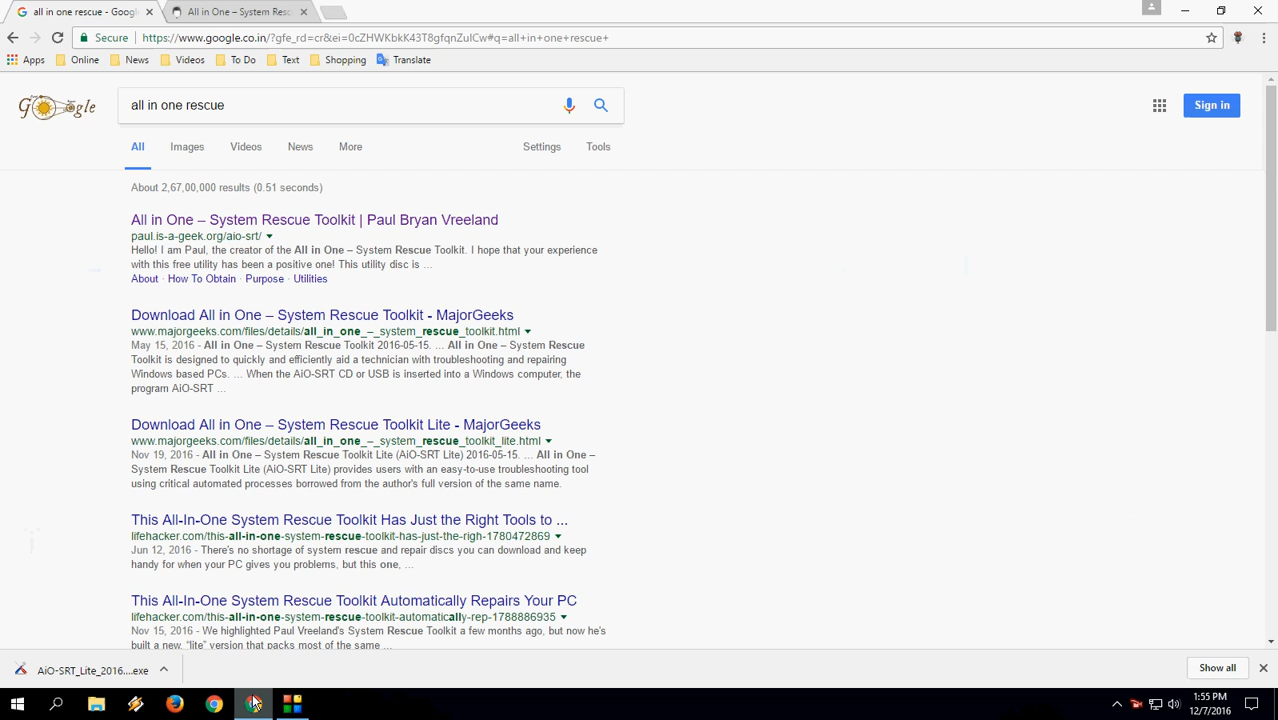 all in one rescue - Google
All in One – System Resc
Secure
https://www.google.co.in/?gfe_rd=cr&ei=0cZHWKbkK43T8gfqnZuICw#q=all+in+one+rescue+
Apps Online News Videos To Do Text Shopping Translate
Google
all in one rescue
Sign in
All Images Videos News More Settings Tools
About 2,67,00,000 results (0.51 seconds)
All in One – System Rescue Toolkit | Paul Bryan Vreeland
paul.is-a-geek.org/aio-srt/
Hello! I am Paul, the creator of the All in One – System Rescue Toolkit. I hope that your experience
with this free utility has been a positive one! This utility disc is ...
About · How To Obtain · Purpose · Utilities
Download All in One – System Rescue Toolkit - MajorGeeks
www.majorgeeks.com/files/details/all_in_one_–_system_rescue_toolkit.html
May 15, 2016 - All in One – System Rescue Toolkit 2016-05-15. ... All in One – System Rescue
Toolkit is designed to quickly and efficiently aid a technician with troubleshooting and repairing
Windows based PCs. ... When the AiO-SRT CD or USB is inserted into a Windows computer, the
program AiO-SRT ...
Download All in One – System Rescue Toolkit Lite - MajorGeeks
www.majorgeeks.com/files/details/all_in_one_–_system_rescue_toolkit_lite.html
Nov 19, 2016 - All in One – System Rescue Toolkit Lite (AiO-SRT Lite) 2016-05-15. ... All in One –
System Rescue Toolkit Lite (AiO-SRT Lite) provides users with an easy-to-use troubleshooting tool
using critical automated processes borrowed from the author's full version of the same name.
This All-In-One System Rescue Toolkit Has Just the Right Tools to ...
lifehacker.com/this-all-in-one-system-rescue-toolkit-has-just-the-righ-1780472869
Jun 12, 2016 - There's no shortage of system rescue and repair discs you can download and keep
handy for when your PC gives you problems, but this one, ...
This All-In-One System Rescue Toolkit Automatically Repairs Your PC
lifehacker.com/this-all-in-one-system-rescue-toolkit-automatically-rep-1788886935
Nov 15, 2016 - We highlighted Paul Vreeland's System Rescue Toolkit a few months ago, but now he's
built a new, “lite” version that packs most of the same ...
AiO-SRT_Lite_2016....exe
Show all
1:55 PM
12/7/2016